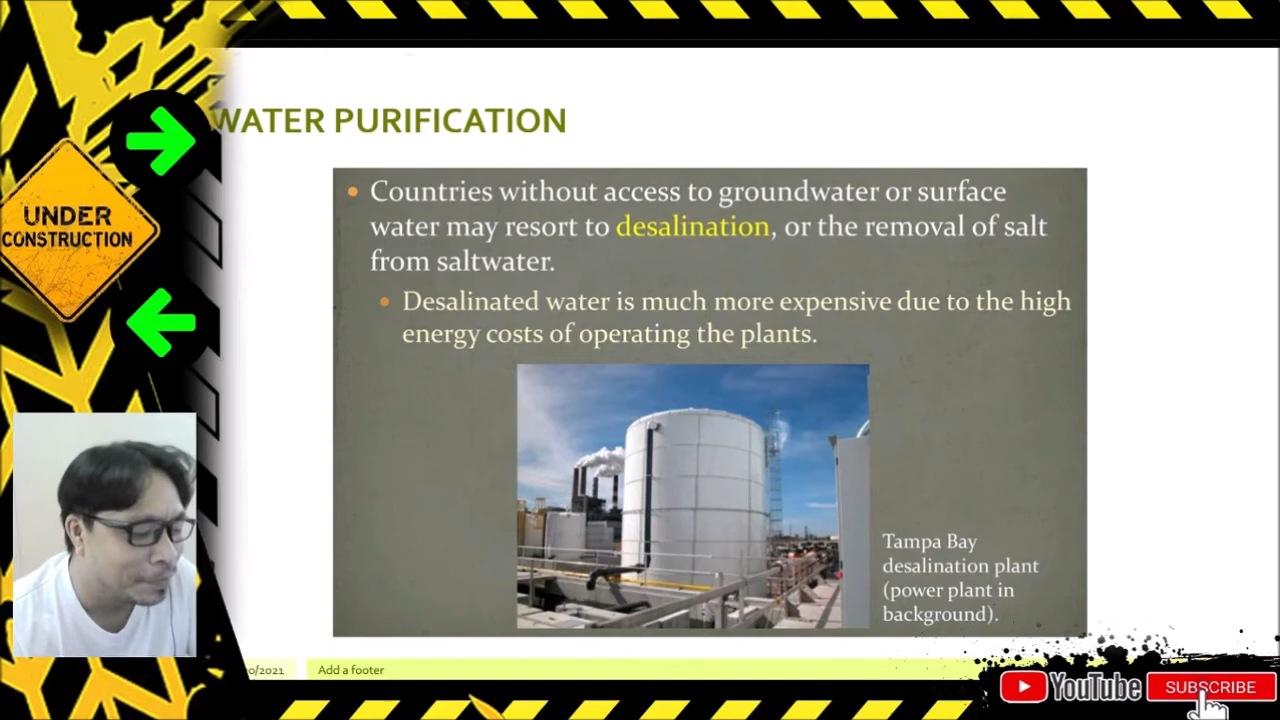 WATER PURIFICATION
UNDER
CONSTRUCTION
• Countries without access to groundwater or surface
water may resort to desalination, or the removal of salt
from saltwater.
• Desalinated water is much more expensive due to the high
energy costs of operating the plants.
Tampa Bay
desalination plant
(power plant in
background).
0/2021
Add a footer
YouTube
SUBSCRIBE